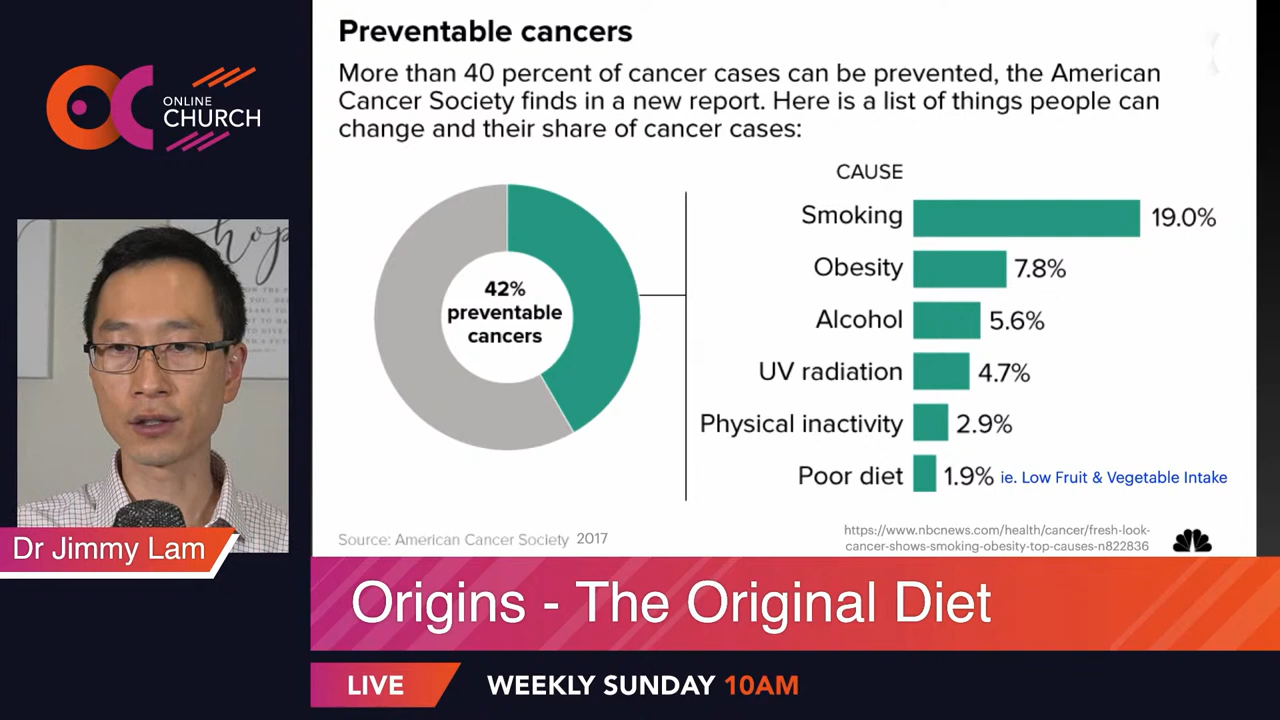 ONLINE
CHURCH
Preventable cancers
More than 40 percent of cancer cases can be prevented, the American
Cancer Society finds in a new report. Here is a list of things people can
change and their share of cancer cases:
42%
preventable
cancers
CAUSE
Smoking 19.0%
Obesity 7.8%
Alcohol 5.6%
UV radiation 4.7%
Physical inactivity 2.9%
Poor diet 1.9% ie. Low Fruit & Vegetable Intake
Source: American Cancer Society 2017
https://www.nbcnews.com/health/cancer/fresh-look-
cancer-shows-smoking-obesity-top-causes-n822836
hop
Dr Jimmy Lam
Origins - The Original Diet
LIVE WEEKLY SUNDAY 10AM